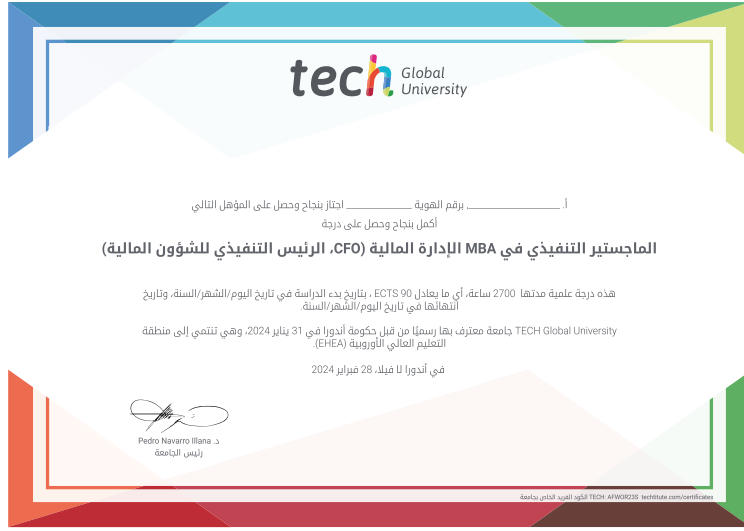 tech Global
University
أ. ____________________، برقم الهوية ______________ اجتاز بنجاح وحصل على المؤهل التالي
أكمل بنجاح وحصل على درجة
الماجستير التنفيذي في MBA الإدارة المالية (CFO، الرئيس التنفيذي للشؤون المالية)
هذه درجة علمية مدتها 2700 ساعة، أي ما يعادل 90 ECTS ، بتاريخ بدء الدراسة في تاريخ اليوم/الشهر/السنة، وتاريخ
انتهائها في تاريخ اليوم/الشهر/السنة.
TECH Global University جامعة معترف بها رسميًا من قبل حكومة أندورا في 31 يناير 2024، وهي تنتمي إلى منطقة
التعليم العالي الأوروبية (EHEA).
في أندورا لا فيلا، 28 فبراير 2024
د. Pedro Navarro Illana
رئيس الجامعة
الكود الفريد الخاص بجامعة TECH: AFWOR23S techtitute.com/certificates